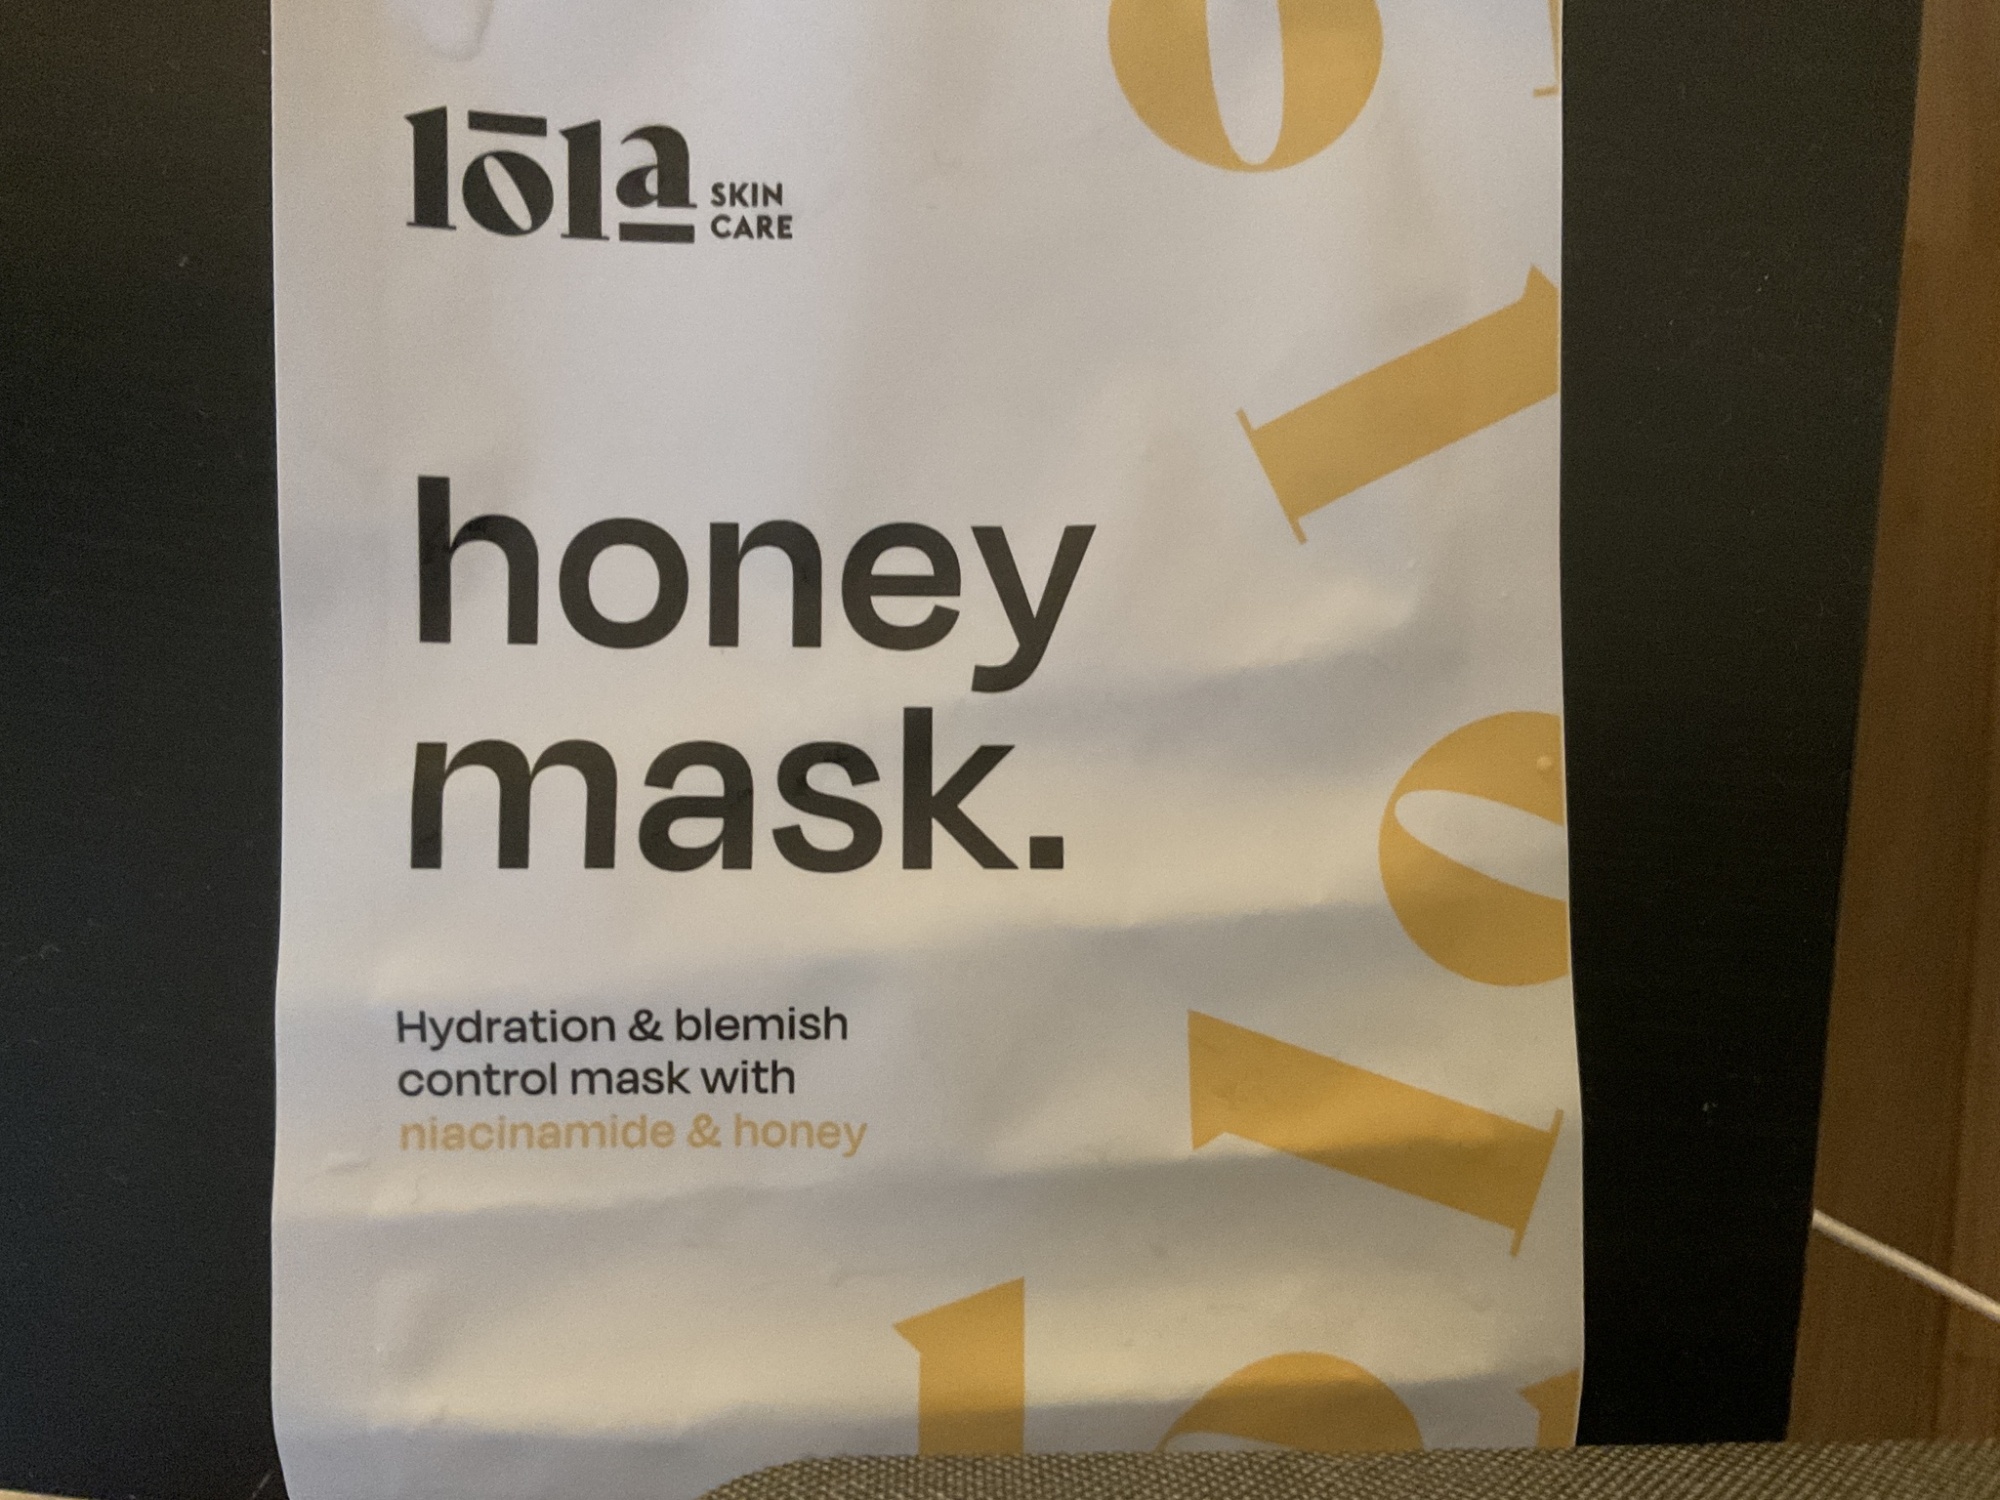 lōla SKIN
CARE
honey
mask.
Hydration & blemish
control mask with
niacinamide & honey